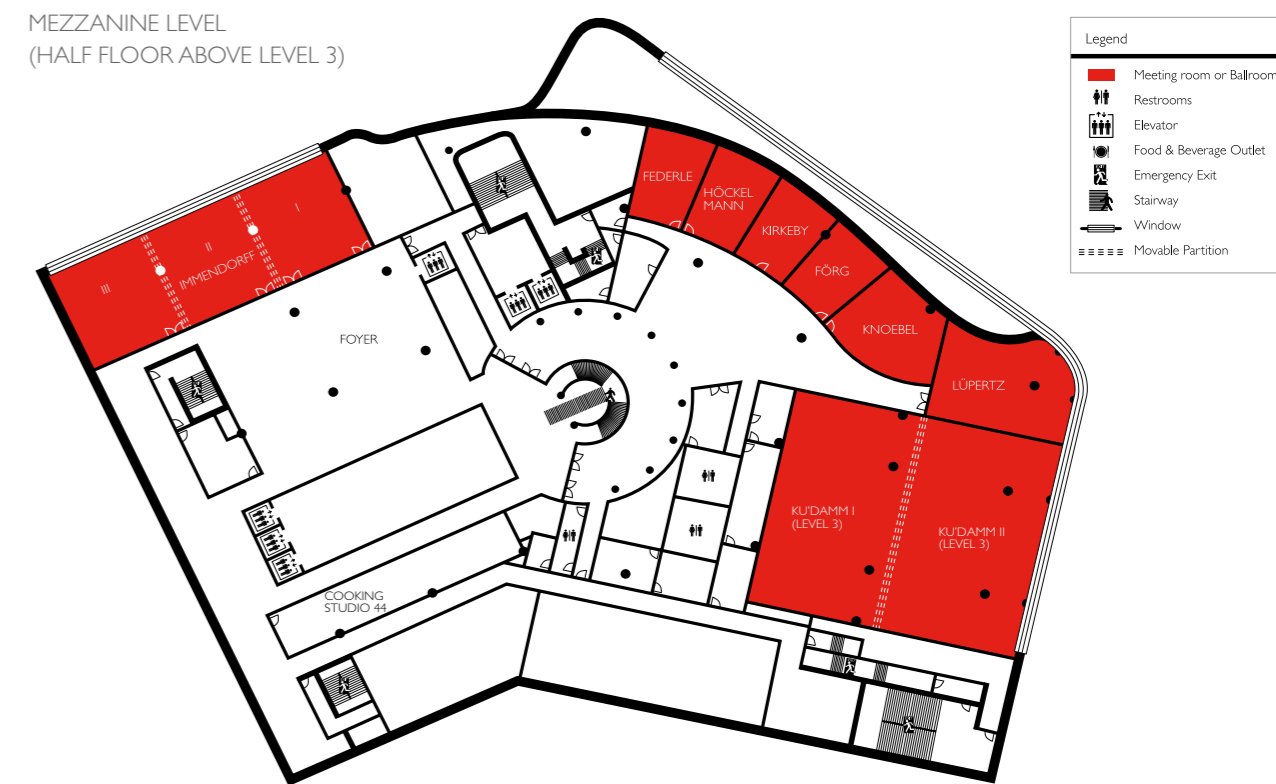 MEZZANINE LEVEL
(HALF FLOOR ABOVE LEVEL 3)
Legend
Meeting room or Ballroom
Restrooms
Elevator
Food & Beverage Outlet
Emergency Exit
Stairway
Window
Movable Partition
FEDERLE
HÖCKEL
MANN
KIRKEBY
FÖRG
KNOEBEL
LÜPERTZ
I
II
III
IMMENDORFF
FOYER
KU'DAMM I
(LEVEL 3)
KU'DAMM II
(LEVEL 3)
COOKING
STUDIO 44